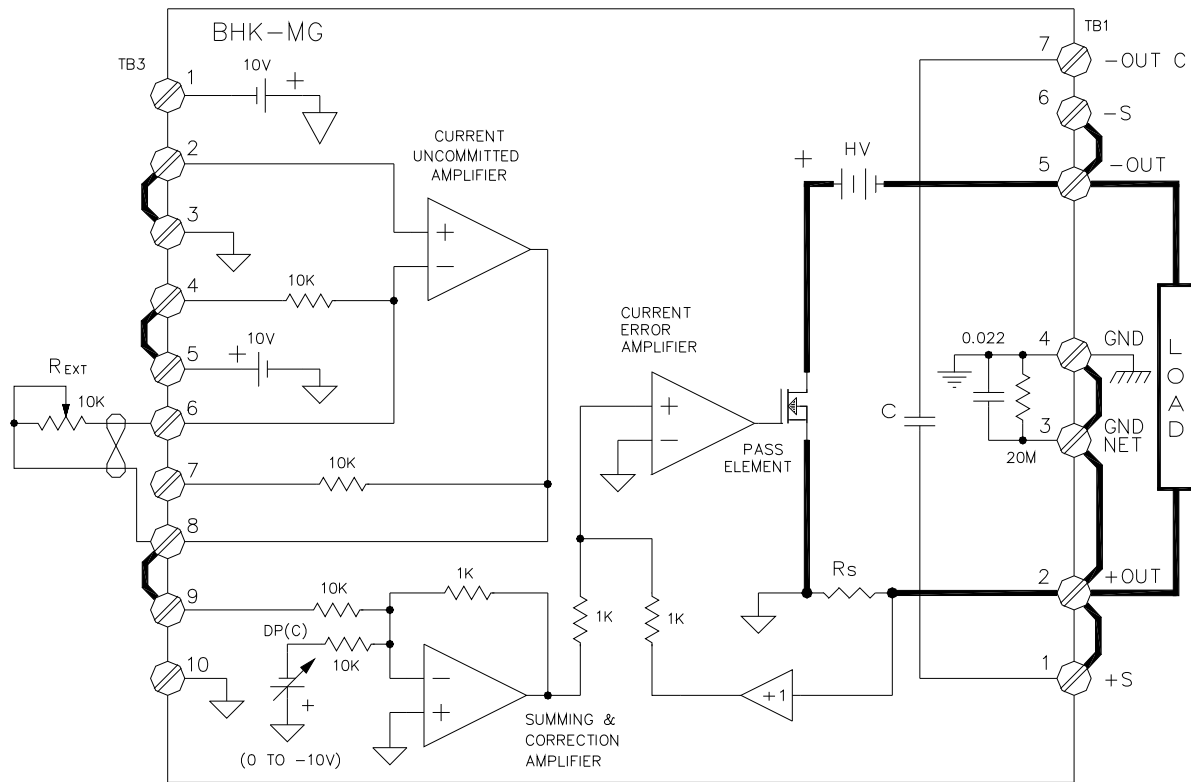 BHK-MG
TB3
TB1
1
10V
+
2
3
4
10K
5
+
10V
REXT
10K
6
7
10K
8
9
10K
DP(C)
10K
10
+
(0 TO -10V)
CURRENT
UNCOMMITTED
AMPLIFIER
+
−
1K
−
+
SUMMING &
CORRECTION
AMPLIFIER
1K
1K
+1
CURRENT
ERROR
AMPLIFIER
+
−
PASS
ELEMENT
+
HV
Rs
C
0.022
20M
7
-OUT C
6
-S
5
-OUT
4
GND
3
GND
NET
2
+OUT
1
+S
LOAD